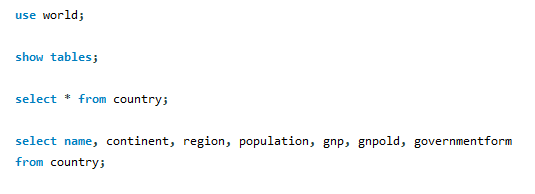 use world;
show tables;
select * from country;
select name, continent, region, population, gnp, gnpold, governmentform
from country;